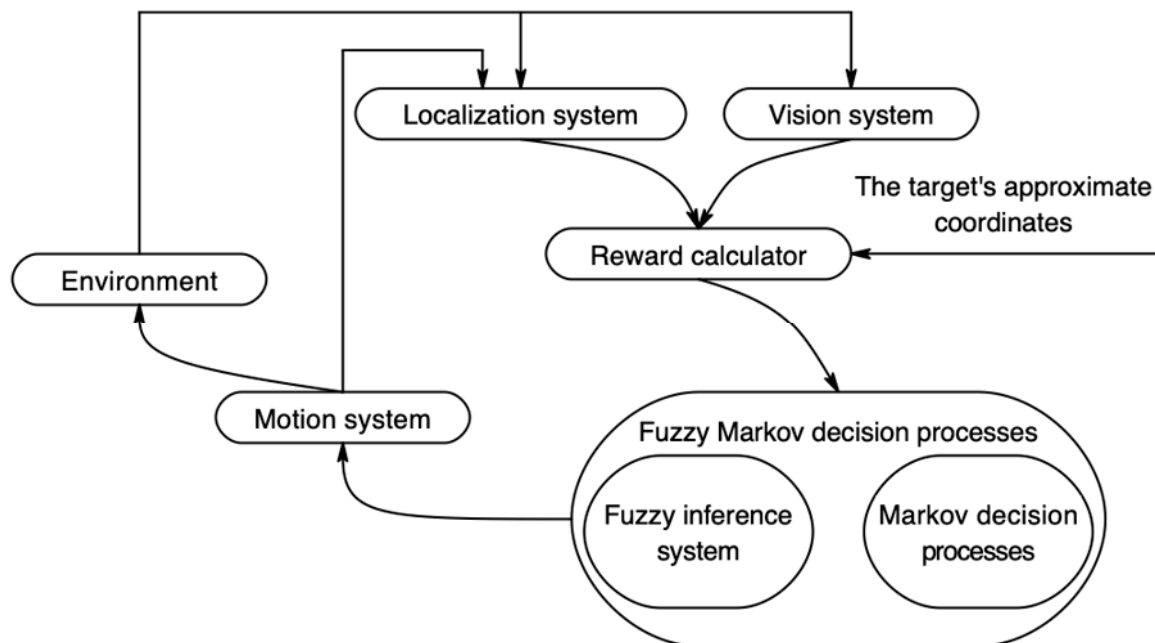 Localization system
Vision system
The target's approximate
coordinates
Reward calculator
Environment
Motion system
Fuzzy Markov decision processes
Fuzzy inference
system
Markov decision
processes